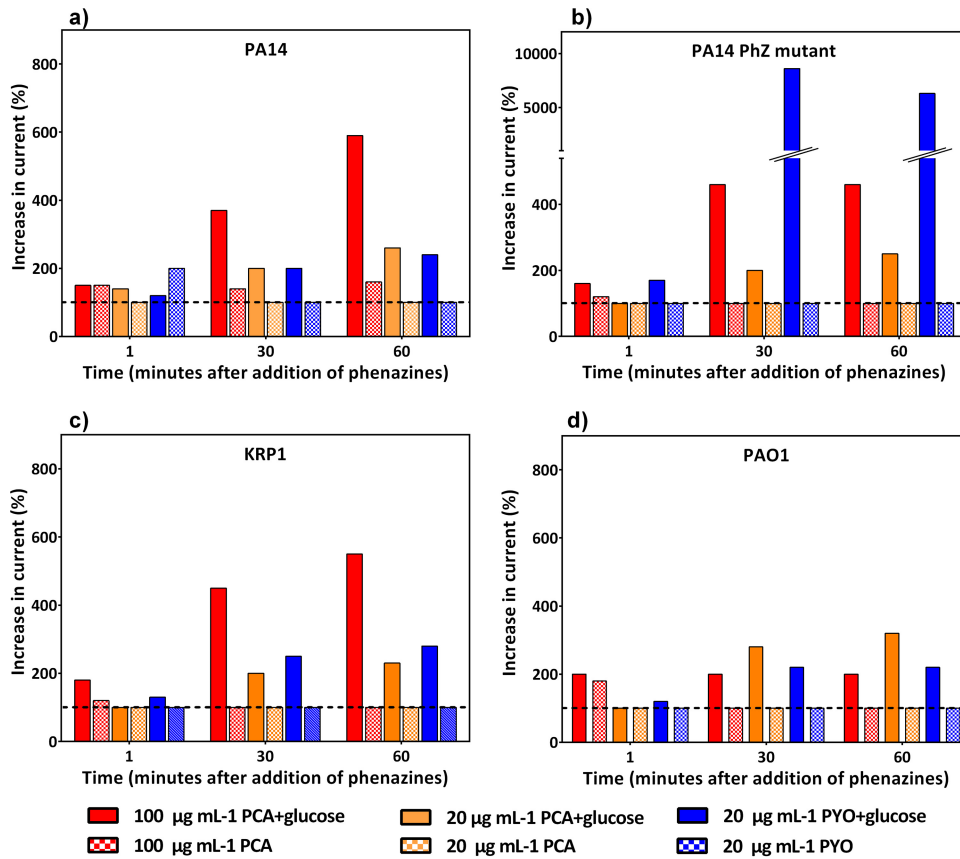 a)
PA14
Increase in current (%)
800
600
400
200
0
1 30 60
Time (minutes after addition of phenazines)
b)
PA14 PhZ mutant
Increase in current (%)
10000
5000
400
200
0
1 30 60
Time (minutes after addition of phenazines)
c)
KRP1
Increase in current (%)
800
600
400
200
0
1 30 60
Time (minutes after addition of phenazines)
d)
PAO1
Increase in current (%)
800
600
400
200
0
1 30 60
Time (minutes after addition of phenazines)
100 µg mL-1 PCA+glucose 20 µg mL-1 PCA+glucose 20 µg mL-1 PYO+glucose
100 µg mL-1 PCA 20 µg mL-1 PCA 20 µg mL-1 PYO